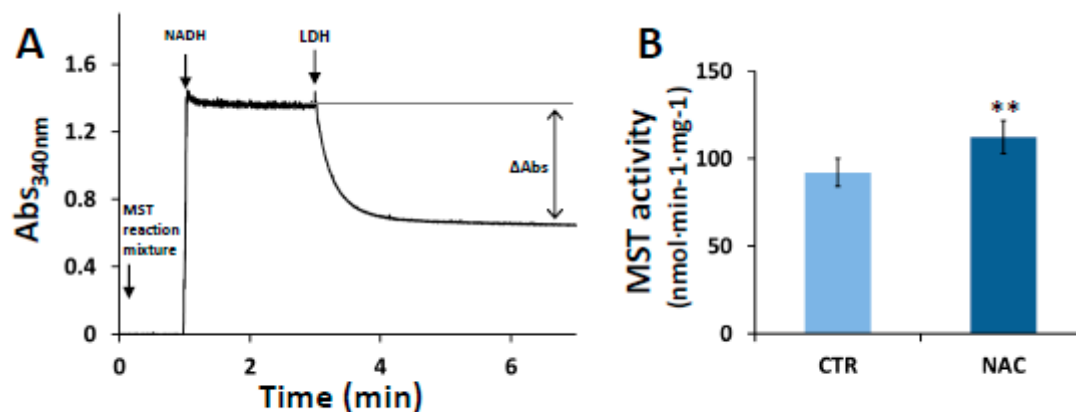 A
NADH
LDH
1.6
1.2
0.8
0.4
0
Abs340nm
MST
reaction
mixture
ΔAbs
0
2
4
6
Time (min)
B
150
100
50
0
MST activity
(nmol·min-1·mg-1)
**
CTR
NAC